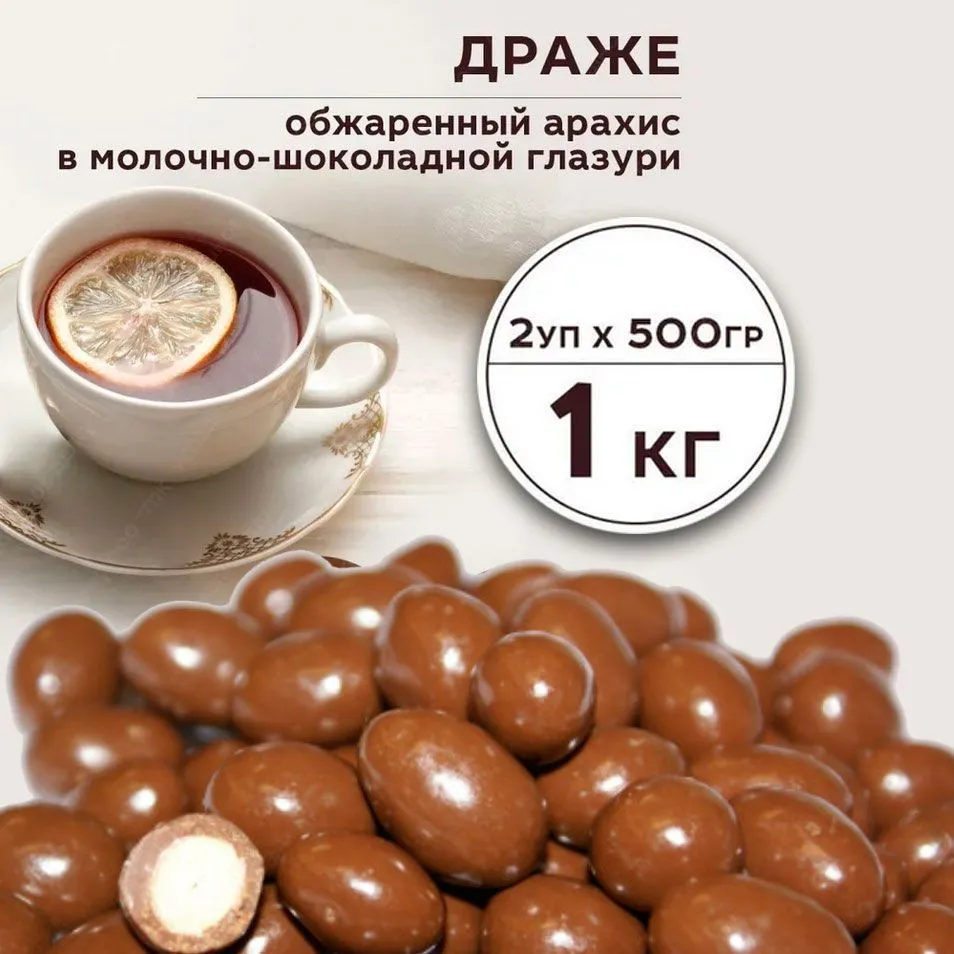 ДРАЖЕ
обжаренный арахис
в молочно-шоколадной глазури
2уп х 500гр
1 кг